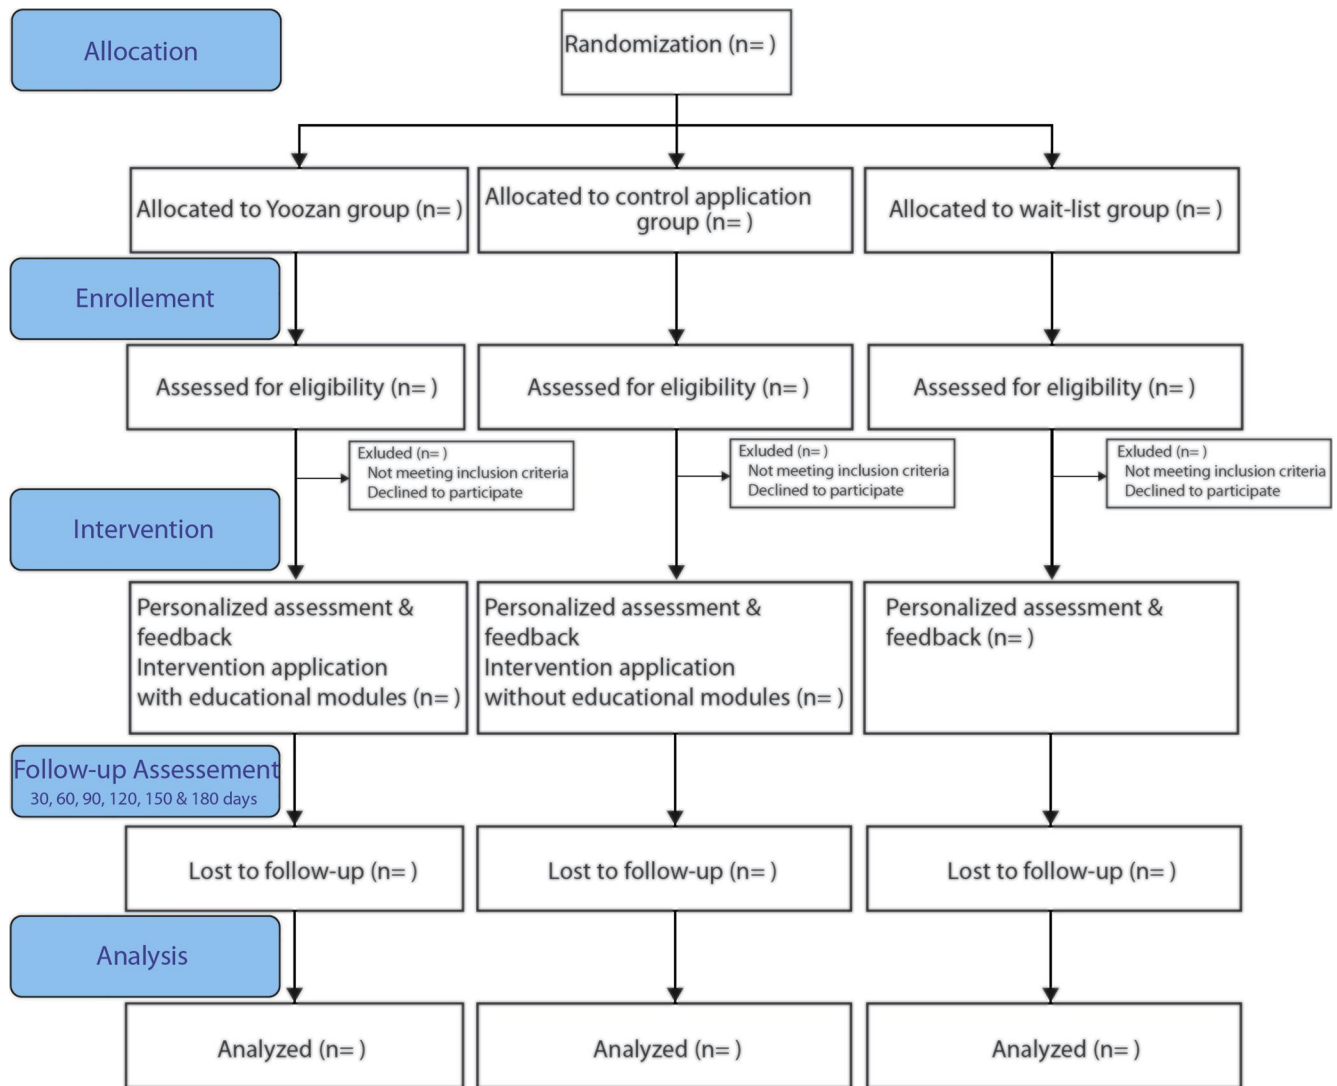 Allocation
Randomization (n= )
Allocated to Yoozan group (n= )
Allocated to control application
group (n= )
Allocated to wait-list group (n= )
Enrollement
Assessed for eligibility (n= )
Assessed for eligibility (n= )
Assessed for eligibility (n= )
Exluded (n= )
Not meeting inclusion criteria
Declined to participate
Exluded (n= )
Not meeting inclusion criteria
Declined to participate
Exluded (n= )
Not meeting inclusion criteria
Declined to participate
Intervention
Personalized assessment &
feedback
Intervention application
with educational modules (n= )
Personalized assessment &
feedback
Intervention application
without educational modules (n= )
Personalized assessment &
feedback (n= )
Follow-up Assessement
30, 60, 90, 120, 150 & 180 days
Lost to follow-up (n= )
Lost to follow-up (n= )
Lost to follow-up (n= )
Analysis
Analyzed (n= )
Analyzed (n= )
Analyzed (n= )